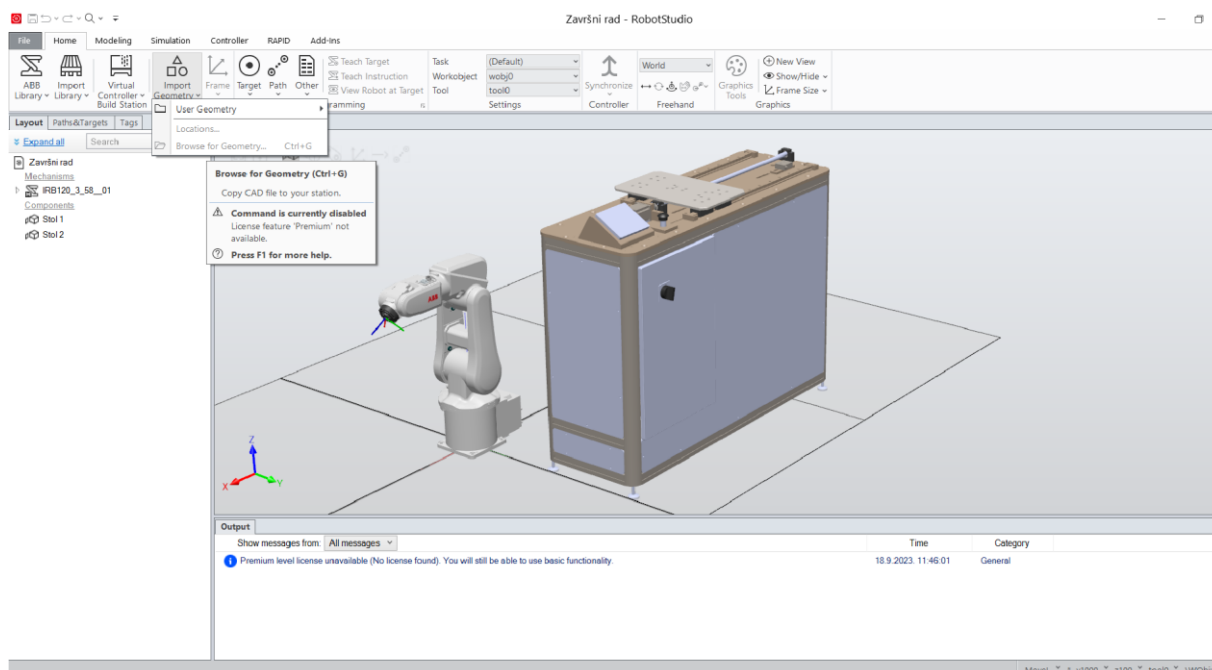 Završni rad - RobotStudio
File Home Modeling Simulation Controller RAPID Add-Ins
ABB Library Import Library Virtual Controller Import Geometry Frame Target Path Other
Teach Target
Teach Instruction
View Robot at Target
Task (Default)
Workobject wobj0
Tool tool0
Synchronize
World
Graphics Tools
New View
Show/Hide
Frame Size
Build Station ramming Settings Controller Freehand Graphics
Layout Paths&Targets Tags
Expand all Search
User Geometry
Locations...
Browse for Geometry... Ctrl+G
Browse for Geometry (Ctrl+G)
Copy CAD file to your station.
Command is currently disabled
License feature 'Premium' not
available.
Press F1 for more help.
Završni rad
Mechanisms
IRB120_3_58__01
Components
Stol 1
Stol 2
ABB
Z
X
Y
Output
Show messages from: All messages Time Category
Premium level license unavailable (No license found). You will still be able to use basic functionality. 18.9.2023. 11:46:01 General